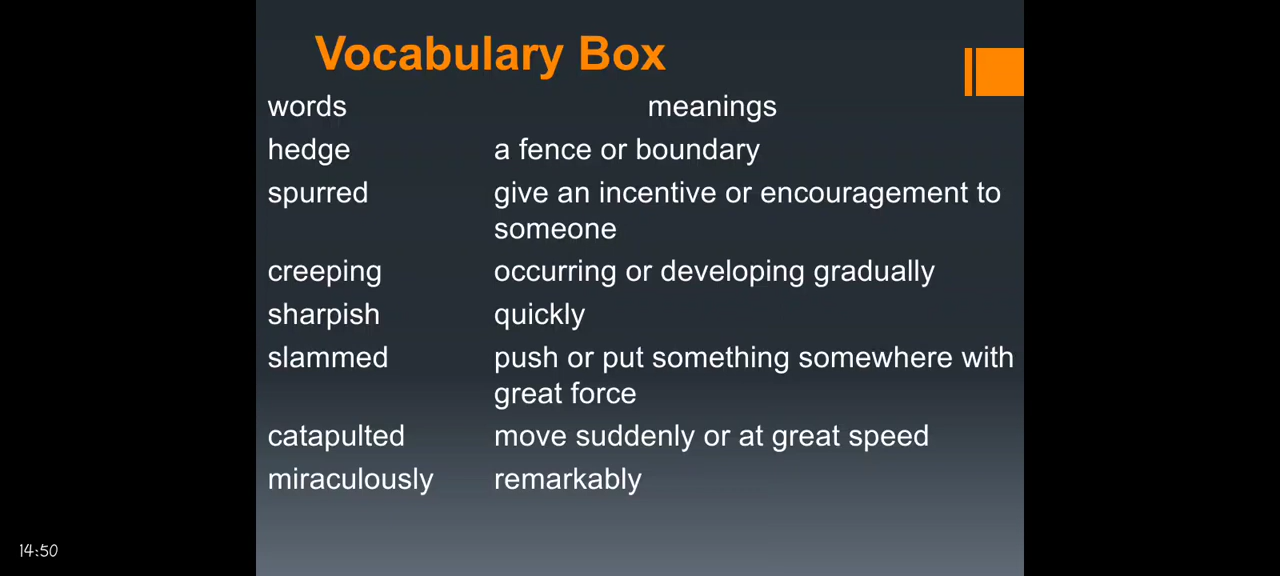 Vocabulary Box
words meanings
hedge a fence or boundary
spurred give an incentive or encouragement to
someone
creeping occurring or developing gradually
sharpish quickly
slammed push or put something somewhere with
great force
catapulted move suddenly or at great speed
miraculously remarkably
14:50